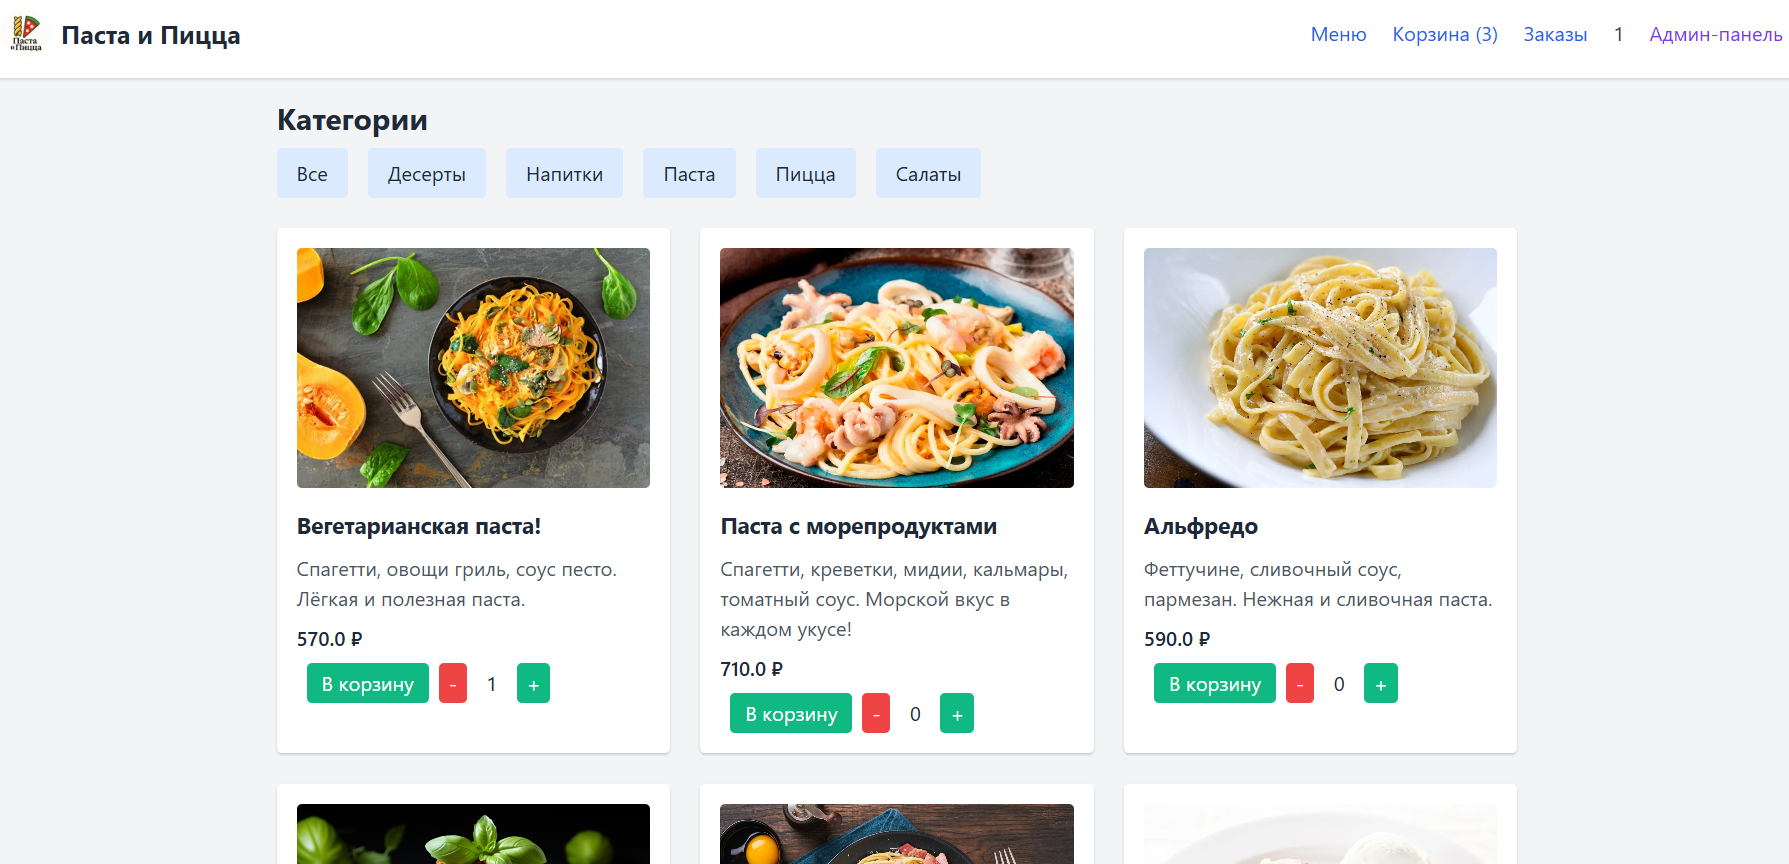 Паста
и Пицца
Паста и Пицца
Меню Корзина (3) Заказы 1 Админ-панель
Категории
Все Десерты Напитки Паста Пицца Салаты
Вегетарианская паста!
Спагетти, овощи гриль, соус песто.
Лёгкая и полезная паста.
570.0 ₽
В корзину - 1 +
Паста с морепродуктами
Спагетти, креветки, мидии, кальмары,
томатный соус. Морской вкус в
каждом укусе!
710.0 ₽
В корзину - 0 +
Альфредо
Феттучине, сливочный соус,
пармезан. Нежная и сливочная паста.
590.0 ₽
В корзину - 0 +